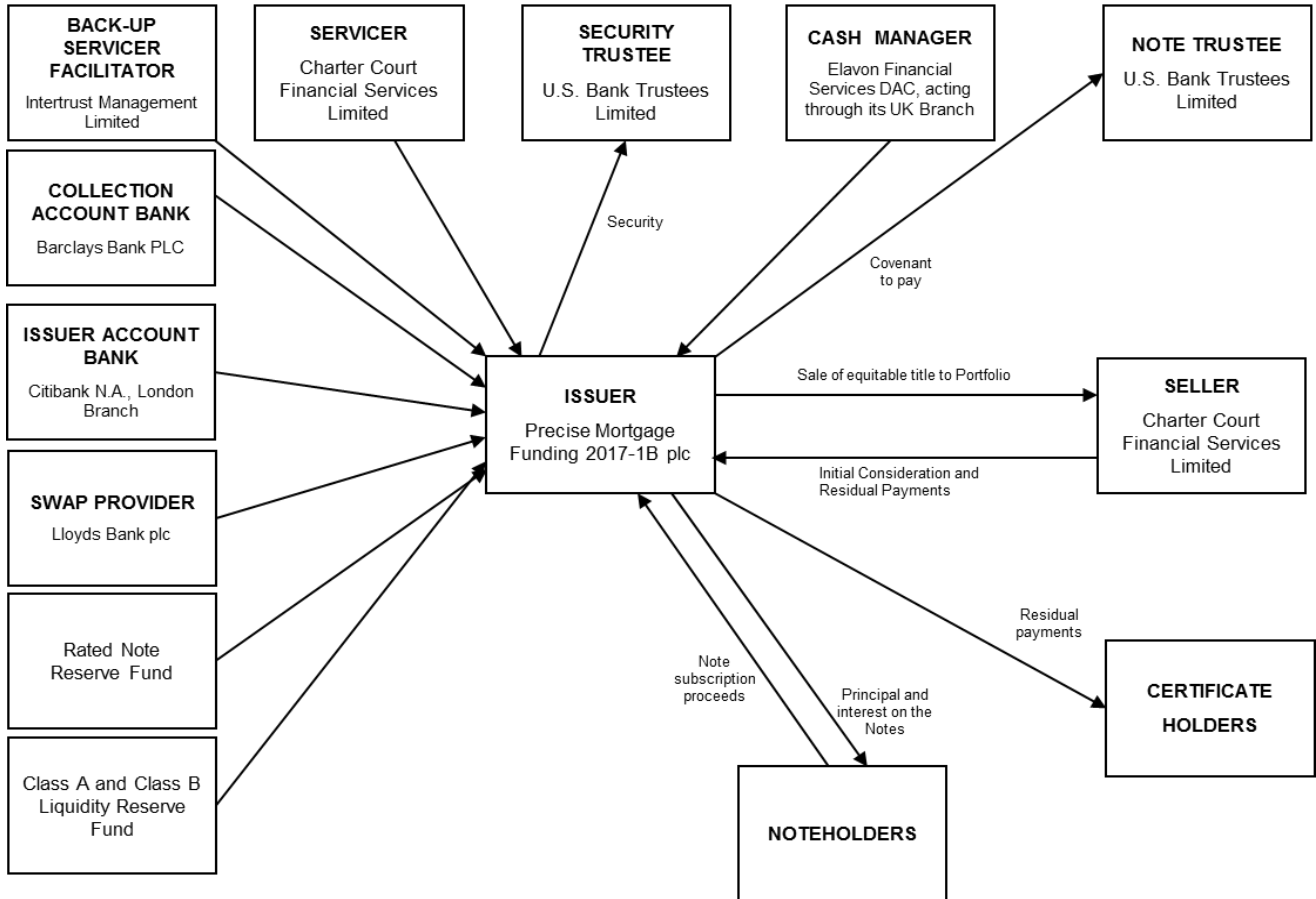 BACK-UP
SERVICER
FACILITATOR
Intertrust Management
Limited
SERVICER
Charter Court
Financial Services
Limited
SECURITY
TRUSTEE
U.S. Bank Trustees
Limited
CASH MANAGER
Elavon Financial
Services DAC, acting
through its UK Branch
NOTE TRUSTEE
U.S. Bank Trustees
Limited
COLLECTION
ACCOUNT BANK
Barclays Bank PLC
Security
Covenant
to pay
ISSUER ACCOUNT
BANK
Citibank N.A., London
Branch
ISSUER
Precise Mortgage
Funding 2017-1B plc
Sale of equitable title to Portfolio
Initial Consideration and
Residual Payments
SELLER
Charter Court
Financial Services
Limited
SWAP PROVIDER
Lloyds Bank plc
Rated Note
Reserve Fund
Note
subscription
proceeds
Principal and
interest on the
Notes
Residual
payments
CERTIFICATE
HOLDERS
Class A and Class B
Liquidity Reserve
Fund
NOTEHOLDERS